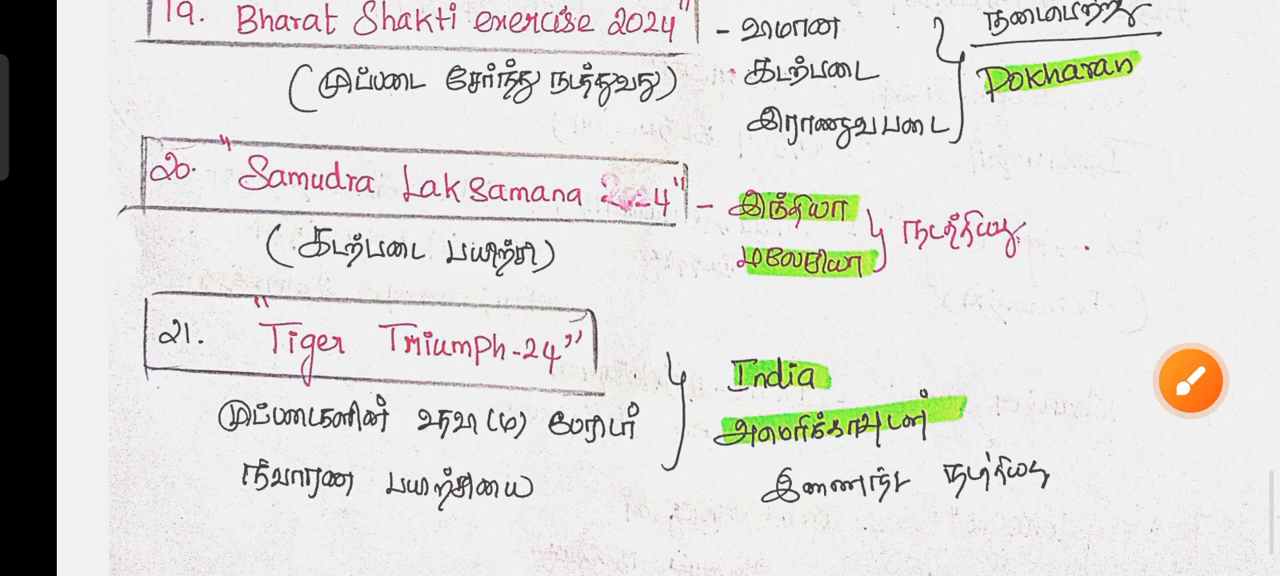 19. "Bharat Shakti exercise 2024" - விமான
(முப்படை சேர்ந்து நடத்துவது)
கடற்படை
இராணுவபடை
நடைபெற்றது
Pokharan
20. "Samudra Laksamana 2024" - இந்தியா
மலேசியா
நடத்தியது.
(கடற்படை பயிற்சி)
21. "Tiger Triumph-24"
முப்படைகளின் உதவி (ம) பேரிடர்
நிவாரண பயிற்சியை
India
அமெரிக்காவுடன்
இணைந்து நடத்தியது